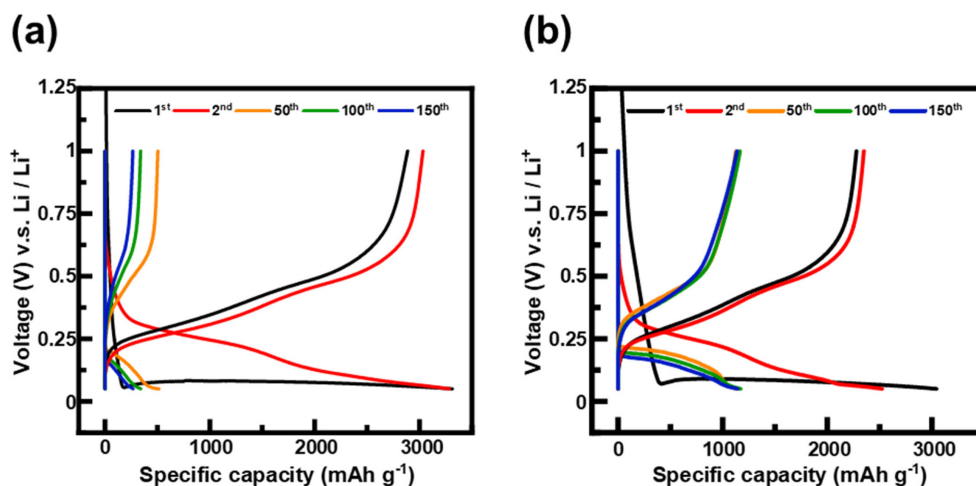 (a)
1.25
1
0.75
0.5
0.25
0
Voltage (V) v.s. Li / Li⁺
1ˢᵗ 2ⁿᵈ 50ᵗʰ 100ᵗʰ 150ᵗʰ
0 1000 2000 3000
Specific capacity (mAh g⁻¹)
(b)
1.25
1
0.75
0.5
0.25
0
Voltage (V) v.s. Li / Li⁺
1ˢᵗ 2ⁿᵈ 50ᵗʰ 100ᵗʰ 150ᵗʰ
0 1000 2000 3000
Specific capacity (mAh g⁻¹)